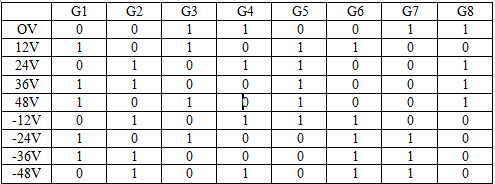 G1 G2 G3 G4 G5 G6 G7 G8
OV 0 0 1 1 0 0 1 1
12V 1 0 1 0 1 1 0 0
24V 0 1 0 1 1 0 0 1
36V 1 1 0 0 1 0 0 1
48V 1 0 1 0 1 0 0 1
-12V 0 1 0 1 1 1 0 0
-24V 1 0 1 0 0 1 1 0
-36V 1 1 0 0 0 1 1 0
-48V 0 1 0 1 0 1 1 0